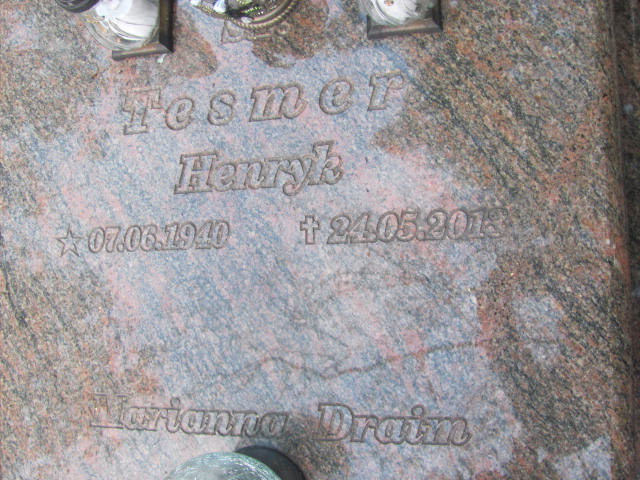 Tesmer
Henryk
07.06.1940 24.05.2013
Marianna Draim